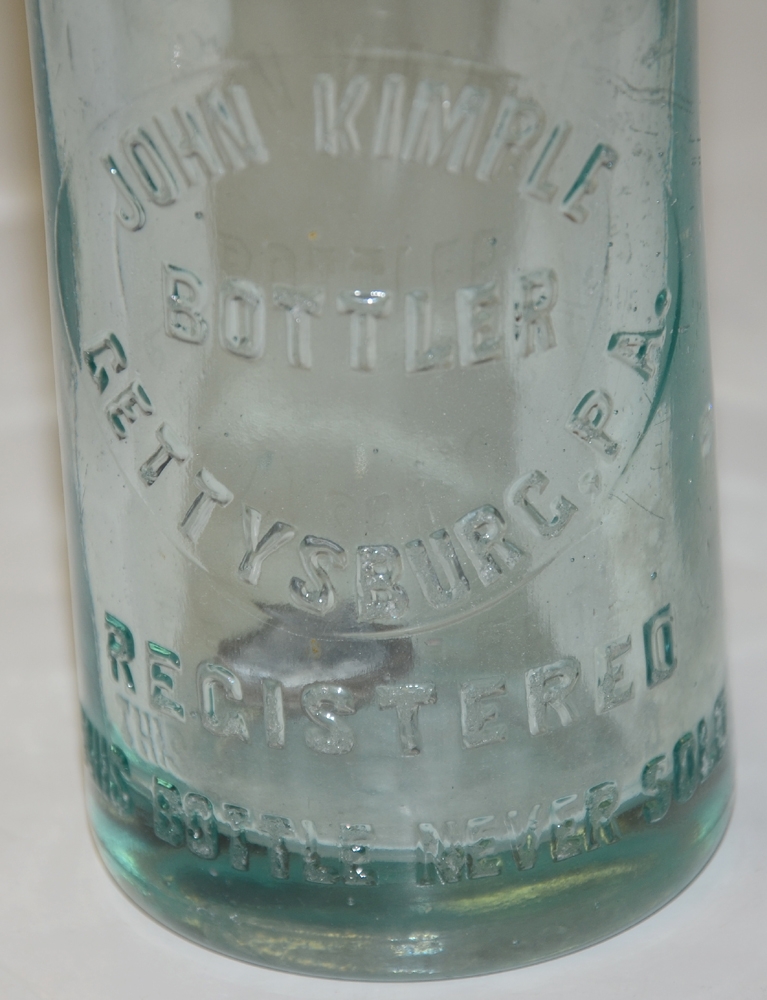 JOHN KIMPLE
BOTTLER
GETTYSBURG. PA.
REGISTERED
THIS BOTTLE NEVER SOLD